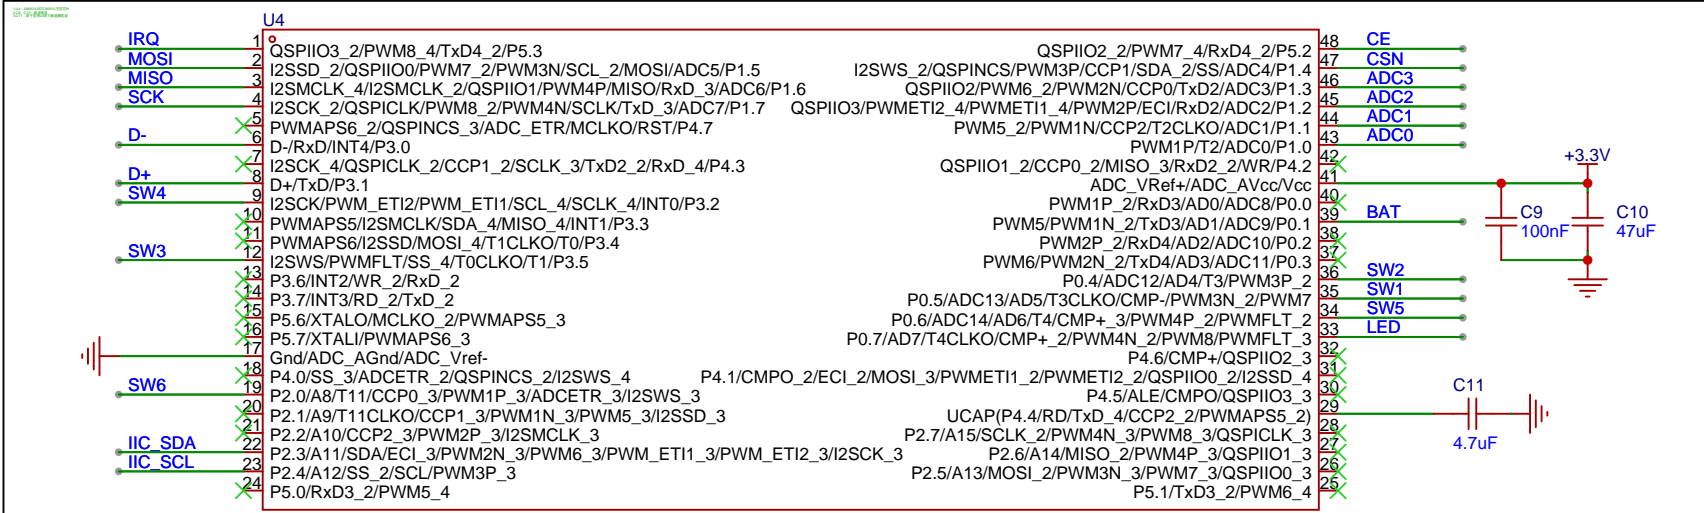 U4
IRQ 1 QSPIIO3_2/PWM8_4/TxD4_2/P5.3
MOSI 2 I2SSD_2/QSPIIO0/PWM7_2/PWM3N/SCL_2/MOSI/ADC5/P1.5
MISO 3 I2SMCLK_4/I2SMCLK_2/QSPIIO1/PWM4P/MISO/RxD_3/ADC6/P1.6
SCK 4 I2SCK_2/QSPICLK/PWM8_2/PWM4N/SCLK/TxD_3/ADC7/P1.7
5 PWMAPS6_2/QSPINCS_3/ADC_ETR/MCLKO/RST/P4.7
D- 6 D-/RxD/INT4/P3.0
7 I2SCK_4/QSPICLK_2/CCP1_2/SCLK_3/TxD2_2/RxD_4/P4.3
D+ 8 D+/TxD/P3.1
SW4 9 I2SCK/PWM_ETI2/PWM_ETI1/SCL_4/SCLK_4/INT0/P3.2
10 PWMAPS5/I2SMCLK/SDA_4/MISO_4/INT1/P3.3
11 PWMAPS6/I2SSD/MOSI_4/T1CLKO/T0/P3.4
SW3 12 I2SWS/PWMFLT/SS_4/T0CLKO/T1/P3.5
13 P3.6/INT2/WR_2/RxD_2
14 P3.7/INT3/RD_2/TxD_2
15 P5.6/XTALO/MCLKO_2/PWMAPS5_3
16 P5.7/XTALI/PWMAPS6_3
17 Gnd/ADC_AGnd/ADC_Vref-
18 P4.0/SS_3/ADCETR_2/QSPINCS_2/I2SWS_4
SW6 19 P2.0/A8/T11/CCP0_3/PWM1P_3/ADCETR_3/I2SWS_3
20 P2.1/A9/T11CLKO/CCP1_3/PWM1N_3/PWM5_3/I2SSD_3
21 P2.2/A10/CCP2_3/PWM2P_3/I2SMCLK_3
IIC_SDA 22 P2.3/A11/SDA/ECI_3/PWM2N_3/PWM6_3/PWM_ETI1_3/PWM_ETI2_3/I2SCK_3
IIC_SCL 23 P2.4/A12/SS_2/SCL/PWM3P_3
24 P5.0/RxD3_2/PWM5_4
QSPIIO2_2/PWM7_4/RxD4_2/P5.2 48 CE
I2SWS_2/QSPINCS/PWM3P/CCP1/SDA_2/SS/ADC4/P1.4 47 CSN
QSPIIO2/PWM6_2/PWM2N/CCP0/TxD2/ADC3/P1.3 46 ADC3
QSPIIO3/PWMETI2_4/PWMETI1_4/PWM2P/ECI/RxD2/ADC2/P1.2 45 ADC2
PWM5_2/PWM1N/CCP2/T2CLKO/ADC1/P1.1 44 ADC1
PWM1P/T2/ADC0/P1.0 43 ADC0
QSPIIO1_2/CCP0_2/MISO_3/RxD2_2/WR/P4.2 42
ADC_VRef+/ADC_AVcc/Vcc 41
PWM1P_2/RxD3/AD0/ADC8/P0.0 40
PWM5/PWM1N_2/TxD3/AD1/ADC9/P0.1 39 BAT
PWM2P_2/RxD4/AD2/ADC10/P0.2 38
PWM6/PWM2N_2/TxD4/AD3/ADC11/P0.3 37
P0.4/ADC12/AD4/T3/PWM3P_2 36 SW2
P0.5/ADC13/AD5/T3CLKO/CMP-/PWM3N_2/PWM7 35 SW1
P0.6/ADC14/AD6/T4/CMP+_3/PWM4P_2/PWMFLT_2 34 SW5
P0.7/AD7/T4CLKO/CMP+_2/PWM4N_2/PWM8/PWMFLT_3 33 LED
P4.6/CMP+/QSPIIO2_3 32
P4.1/CMPO_2/ECI_2/MOSI_3/PWMETI1_2/PWMETI2_2/QSPIIO0_2/I2SSD_4 31
P4.5/ALE/CMPO/QSPIIO3_3 30
UCAP(P4.4/RD/TxD_4/CCP2_2/PWMAPS5_2) 29
P2.7/A15/SCLK_2/PWM4N_3/PWM8_3/QSPICLK_3 28
P2.6/A14/MISO_2/PWM4P_3/QSPIIO1_3 27
P2.5/A13/MOSI_2/PWM3N_3/PWM7_3/QSPIIO0_3 26
P5.1/TxD3_2/PWM6_4 25
+3.3V
C9
100nF
C10
47uF
C11
4.7uF